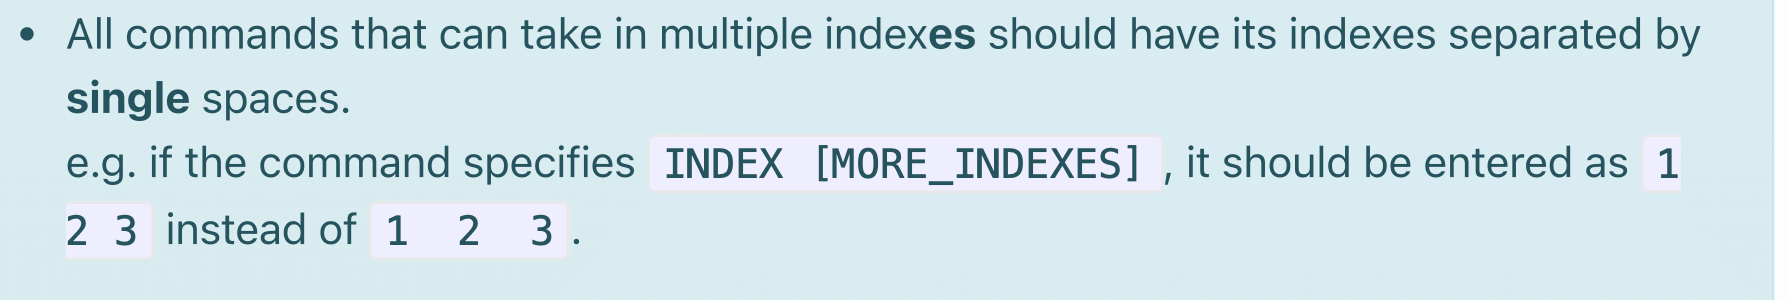 • All commands that can take in multiple indexes should have its indexes separated by
single spaces.
e.g. if the command specifies INDEX [MORE_INDEXES] , it should be entered as 1
2 3 instead of 1  2  3 .